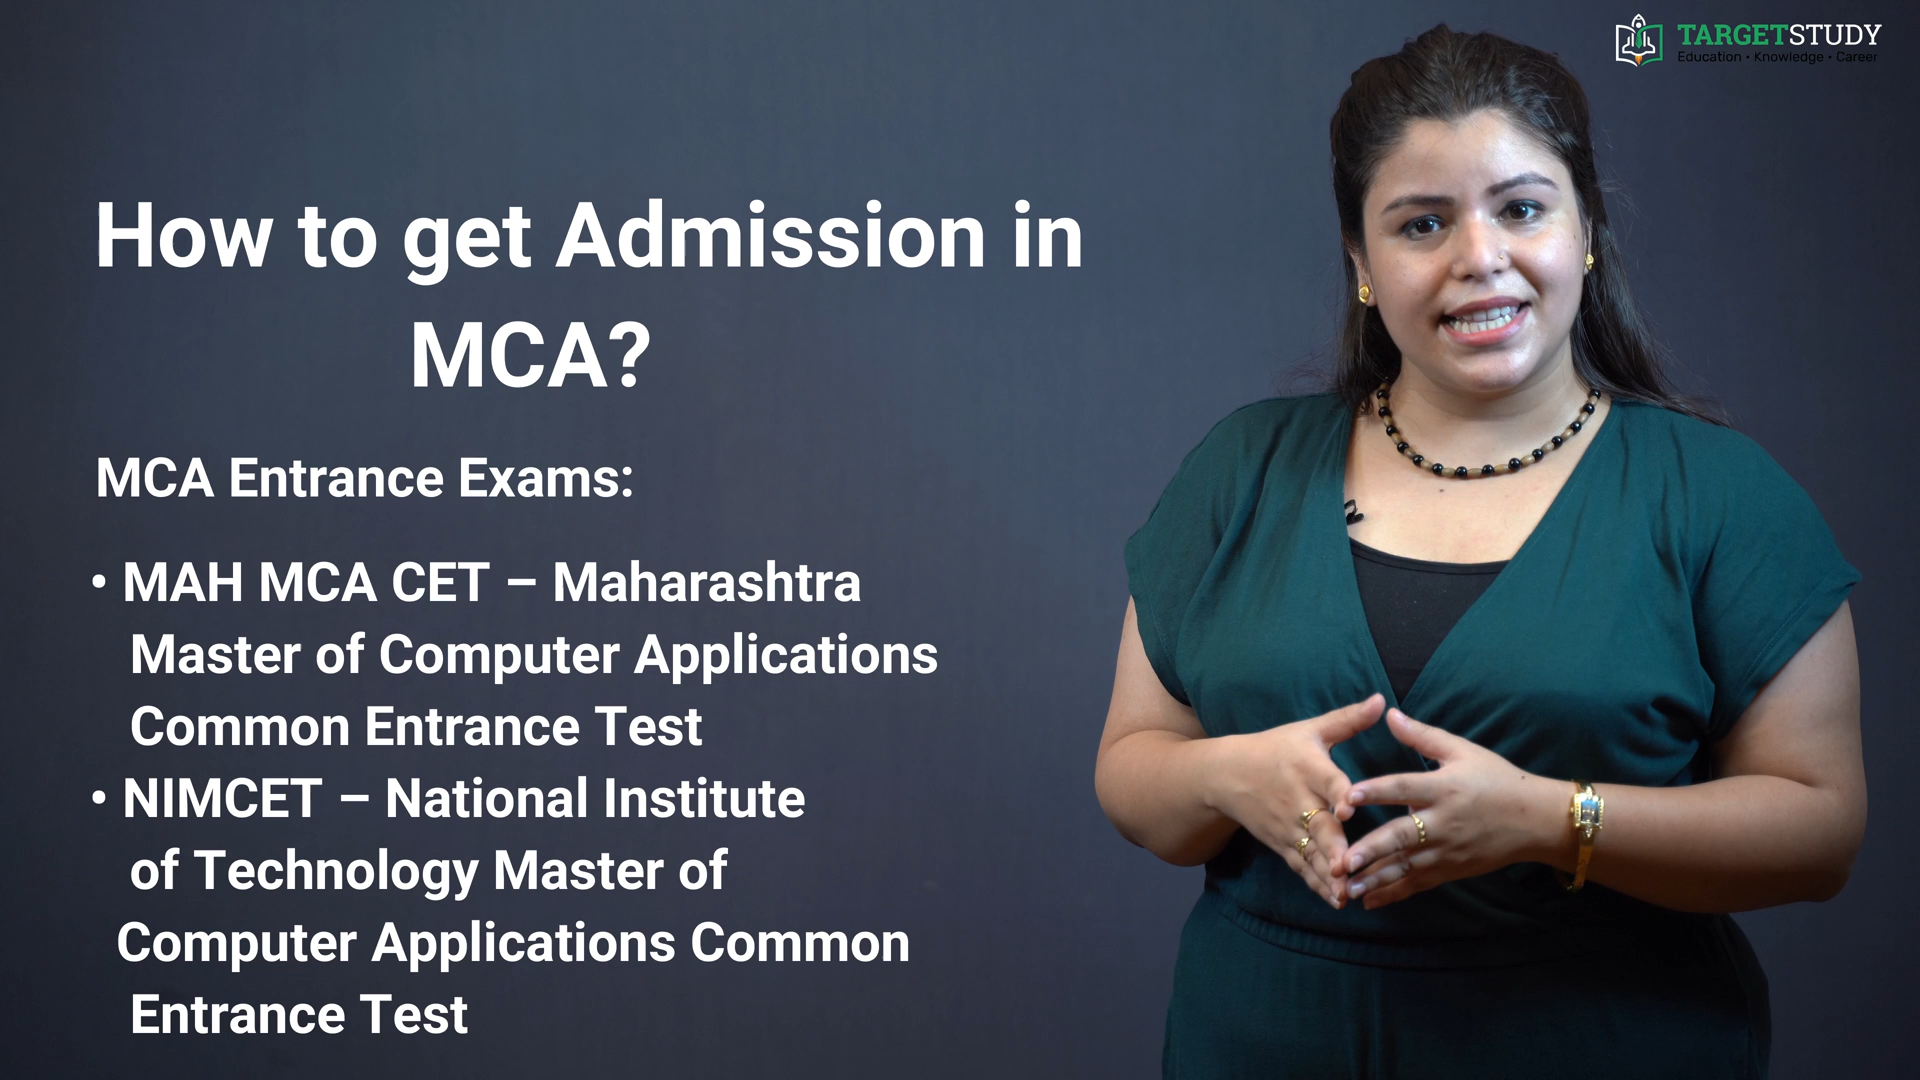 TARGETSTUDY
Education • Knowledge • Career
How to get Admission in
MCA?
MCA Entrance Exams:
• MAH MCA CET – Maharashtra
Master of Computer Applications
Common Entrance Test
• NIMCET – National Institute
of Technology Master of
Computer Applications Common
Entrance Test